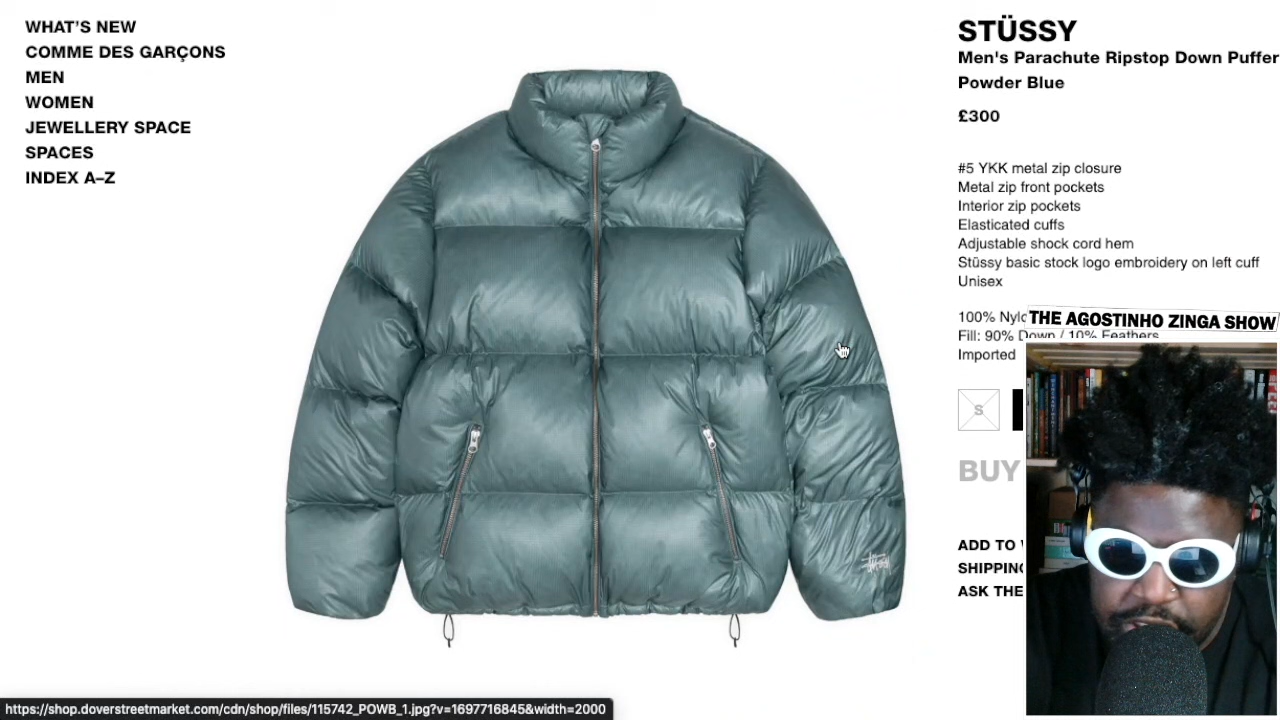 WHAT'S NEW
COMME DES GARÇONS
MEN
WOMEN
JEWELLERY SPACE
SPACES
INDEX A–Z
STÜSSY
Men's Parachute Ripstop Down Puffer
Powder Blue
£300
#5 YKK metal zip closure
Metal zip front pockets
Interior zip pockets
Elasticated cuffs
Adjustable shock cord hem
Stüssy basic stock logo embroidery on left cuff
Unisex
100% Nylo
Fill: 90% Down / 10% Feathers
Imported
THE AGOSTINHO ZINGA SHOW
S
BUY
ADD TO
SHIPPING
ASK THE
Stüssy
https://shop.doverstreetmarket.com/cdn/shop/files/115742_POWB_1.jpg?v=1697716845&width=2000